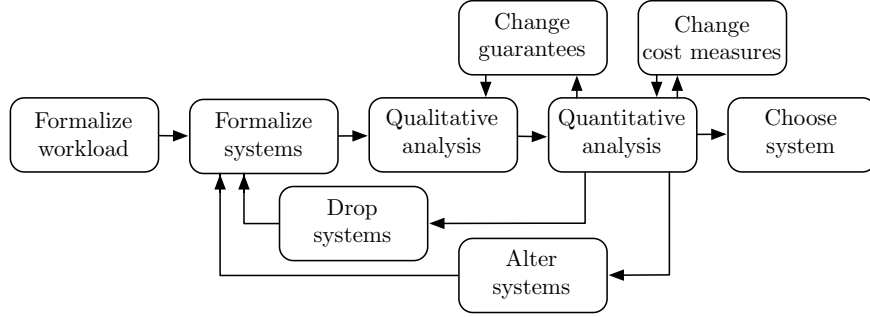 Change
guarantees
Change
cost measures
Formalize
workload
Formalize
systems
Qualitative
analysis
Quantitative
analysis
Choose
system
Drop
systems
Alter
systems